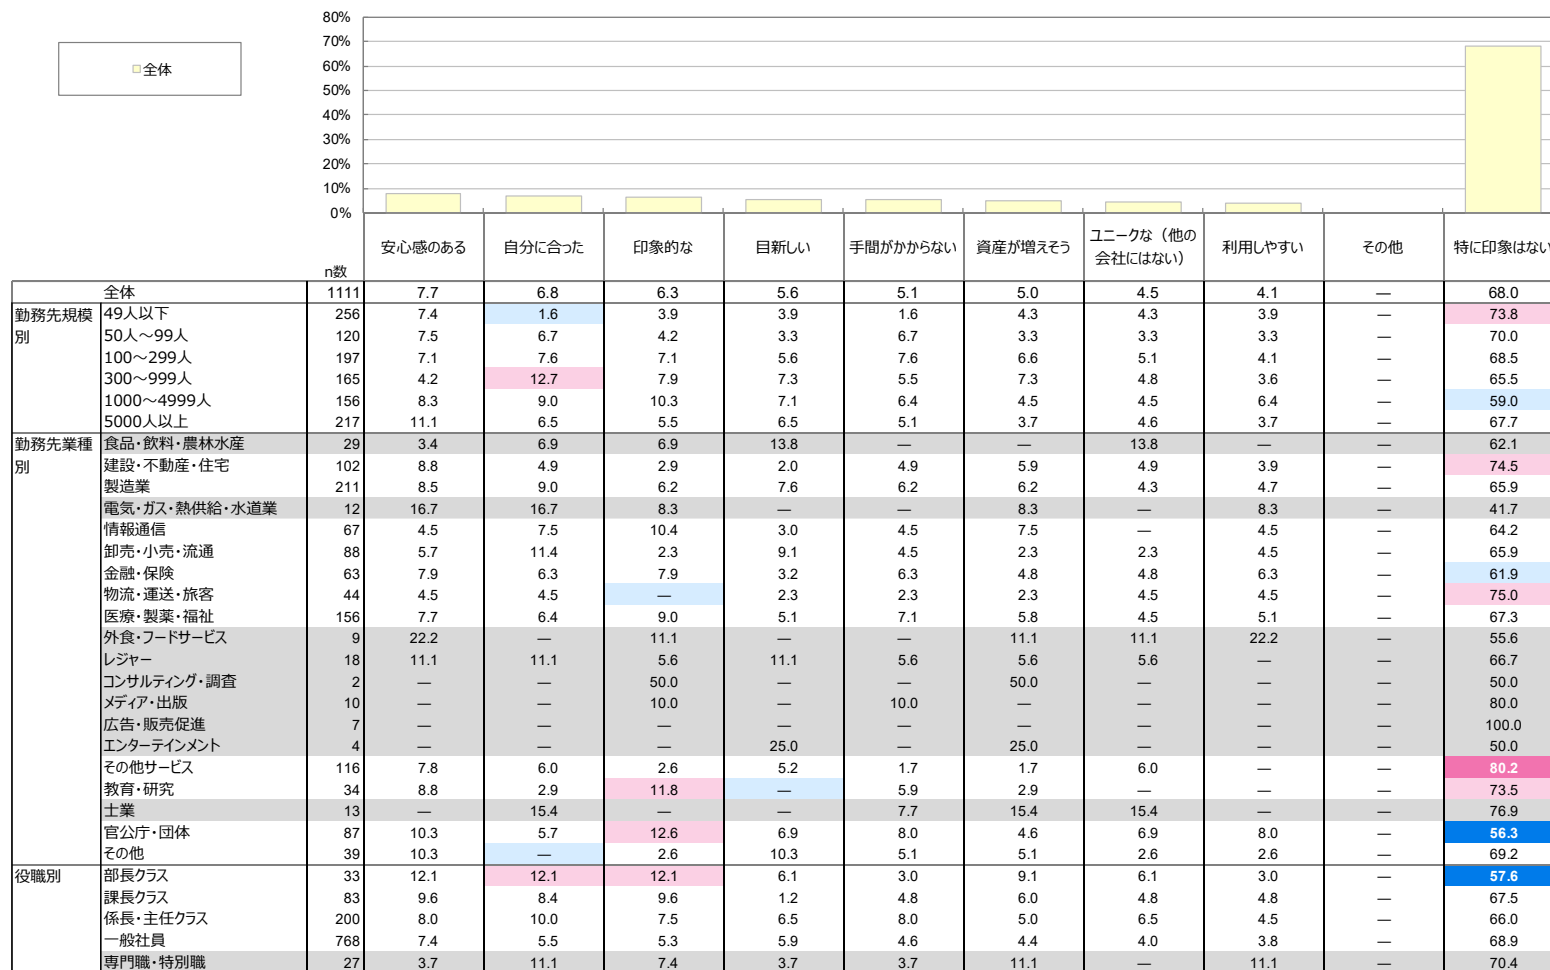 80%
70%
60%
50%
40%
30%
20%
10%
0%
全体
安心感のある 自分に合った 印象的な 目新しい 手間がかからない 資産が増えそう ユニークな（他の会社にはない） 利用しやすい その他 特に印象はない
n数
全体 1111 7.7 6.8 6.3 5.6 5.1 5.0 4.5 4.1 — 68.0
勤務先規模別 49人以下 256 7.4 1.6 3.9 3.9 1.6 4.3 4.3 3.9 — 73.8
50人～99人 120 7.5 6.7 4.2 3.3 6.7 3.3 3.3 3.3 — 70.0
100～299人 197 7.1 7.6 7.1 5.6 7.6 6.6 5.1 4.1 — 68.5
300～999人 165 4.2 12.7 7.9 7.3 5.5 7.3 4.8 3.6 — 65.5
1000～4999人 156 8.3 9.0 10.3 7.1 6.4 4.5 4.5 6.4 — 59.0
5000人以上 217 11.1 6.5 5.5 6.5 5.1 3.7 4.6 3.7 — 67.7
勤務先業種別 食品・飲料・農林水産 29 3.4 6.9 6.9 13.8 — — 13.8 — — 62.1
建設・不動産・住宅 102 8.8 4.9 2.9 2.0 4.9 5.9 4.9 3.9 — 74.5
製造業 211 8.5 9.0 6.2 7.6 6.2 6.2 4.3 4.7 — 65.9
電気・ガス・熱供給・水道業 12 16.7 16.7 8.3 — — 8.3 — 8.3 — 41.7
情報通信 67 4.5 7.5 10.4 3.0 4.5 7.5 — 4.5 — 64.2
卸売・小売・流通 88 5.7 11.4 2.3 9.1 4.5 2.3 2.3 4.5 — 65.9
金融・保険 63 7.9 6.3 7.9 3.2 6.3 4.8 4.8 6.3 — 61.9
物流・運送・旅客 44 4.5 4.5 — 2.3 2.3 2.3 4.5 4.5 — 75.0
医療・製薬・福祉 156 7.7 6.4 9.0 5.1 7.1 5.8 4.5 5.1 — 67.3
外食・フードサービス 9 22.2 — 11.1 — — 11.1 11.1 22.2 — 55.6
レジャー 18 11.1 11.1 5.6 11.1 5.6 5.6 5.6 — — 66.7
コンサルティング・調査 2 — — 50.0 — — 50.0 — — — 50.0
メディア・出版 10 — — 10.0 — 10.0 — — — — 80.0
広告・販売促進 7 — — — — — — — — — 100.0
エンターテインメント 4 — — — 25.0 — 25.0 — — — 50.0
その他サービス 116 7.8 6.0 2.6 5.2 1.7 1.7 6.0 — — 80.2
教育・研究 34 8.8 2.9 11.8 — 5.9 2.9 — — — 73.5
士業 13 — 15.4 — — 7.7 15.4 15.4 — — 76.9
官公庁・団体 87 10.3 5.7 12.6 6.9 8.0 4.6 6.9 8.0 — 56.3
その他 39 10.3 — 2.6 10.3 5.1 5.1 2.6 2.6 — 69.2
役職別 部長クラス 33 12.1 12.1 12.1 6.1 3.0 9.1 6.1 3.0 — 57.6
課長クラス 83 9.6 8.4 9.6 1.2 4.8 6.0 4.8 4.8 — 67.5
係長・主任クラス 200 8.0 10.0 7.5 6.5 8.0 5.0 6.5 4.5 — 66.0
一般社員 768 7.4 5.5 5.3 5.9 4.6 4.4 4.0 3.8 — 68.9
専門職・特別職 27 3.7 11.1 7.4 3.7 3.7 11.1 — 11.1 — 70.4